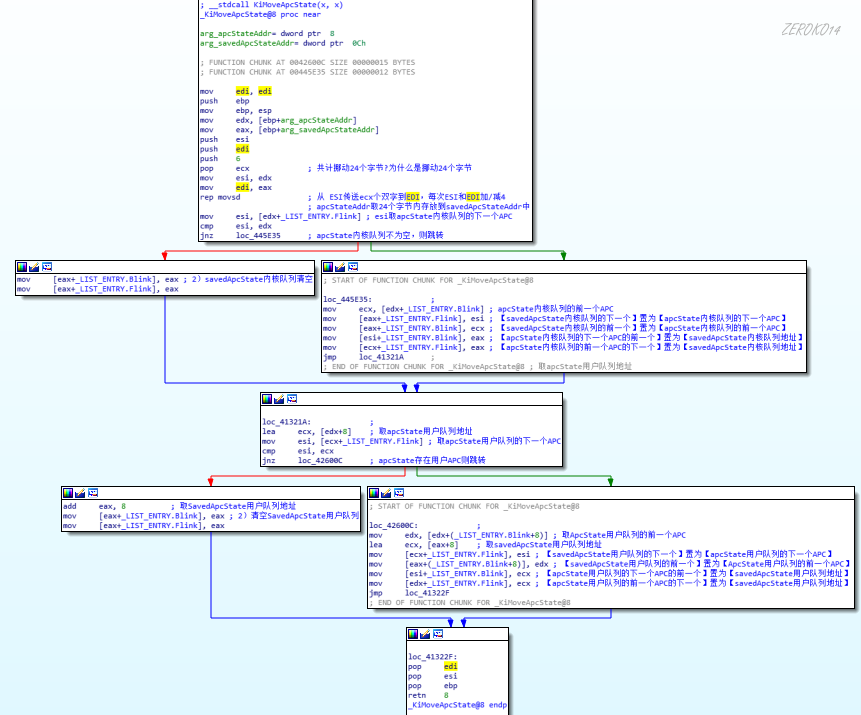 ; __stdcall KiMoveApcState(x, x)
_KiMoveApcState@8 proc near
ZEROKO14
arg_apcStateAddr= dword ptr  8
arg_savedApcStateAddr= dword ptr  0Ch
; FUNCTION CHUNK AT 0042600C SIZE 00000015 BYTES
; FUNCTION CHUNK AT 00445E35 SIZE 00000012 BYTES
mov     edi, edi
push    ebp
mov     ebp, esp
mov     edx, [ebp+arg_apcStateAddr]
mov     eax, [ebp+arg_savedApcStateAddr]
push    esi
push    edi
push    6
pop     ecx             ; 共计挪动24个字节?为什么是挪动24个字节
mov     esi, edx
mov     edi, eax
rep movsd               ; 从 ESI传送ecx个双字到EDI，每次ESI和EDI加/减4
; apcStateAddr取24个字节内存放到savedApcStateAddr中
mov     esi, [edx+_LIST_ENTRY.Flink] ; esi取apcState内核队列的下一个APC
cmp     esi, edx
jnz     loc_445E35      ; apcState内核队列不为空，则跳转
mov     [eax+_LIST_ENTRY.Blink], eax ; 2）savedApcState内核队列清空
mov     [eax+_LIST_ENTRY.Flink], eax
; START OF FUNCTION CHUNK FOR _KiMoveApcState@8
loc_445E35:             ;
mov     ecx, [edx+_LIST_ENTRY.Blink] ; apcState内核队列的前一个APC
mov     [eax+_LIST_ENTRY.Flink], esi ; 【savedApcState内核队列的下一个】置为【apcState内核队列的下一个APC】
mov     [eax+_LIST_ENTRY.Blink], ecx ; 【savedApcState内核队列的前一个】置为【apcState内核队列的前一个APC】
mov     [esi+_LIST_ENTRY.Blink], eax ; 【apcState内核队列的下一个APC的前一个】置为【savedApcState内核队列地址】
mov     [ecx+_LIST_ENTRY.Flink], eax ; 【apcState内核队列的前一个APC的下一个】置为【savedApcState内核队列地址】
jmp     loc_41321A      ;
; END OF FUNCTION CHUNK FOR _KiMoveApcState@8 ; 取apcState用户队列地址
loc_41321A:             ;
lea     ecx, [edx+8]    ; 取apcState用户队列地址
mov     esi, [ecx+_LIST_ENTRY.Flink] ; 取apcState用户队列的下一个APC
cmp     esi, ecx
jnz     loc_42600C      ; apcState存在用户APC则跳转
add     eax, 8          ; 取SavedApcState用户队列地址
mov     [eax+_LIST_ENTRY.Blink], eax ; 2）清空SavedApcState用户队列
mov     [eax+_LIST_ENTRY.Flink], eax
; START OF FUNCTION CHUNK FOR _KiMoveApcState@8
loc_42600C:             ;
mov     edx, [edx+(_LIST_ENTRY.Blink+8)] ; 取ApcState用户队列的前一个APC
lea     ecx, [eax+8]    ; 取savedApcState用户队列地址
mov     [ecx+_LIST_ENTRY.Flink], esi ; 【savedApcState用户队列的下一个】置为【apcState用户队列的下一个APC】
mov     [eax+(_LIST_ENTRY.Blink+8)], edx ; 【savedApcState用户队列的前一个】置为【ApcState用户队列的前一个APC】
mov     [esi+_LIST_ENTRY.Blink], ecx ; 【apcState用户队列的下一个APC的前一个】置为【savedApcState用户队列地址】
mov     [edx+_LIST_ENTRY.Flink], ecx ; 【apcState用户队列的前一个APC的下一个】置为【savedApcState用户队列地址】
jmp     loc_41322F
; END OF FUNCTION CHUNK FOR _KiMoveApcState@8
loc_41322F:
pop     edi
pop     esi
pop     ebp
retn    8
_KiMoveApcState@8 endp